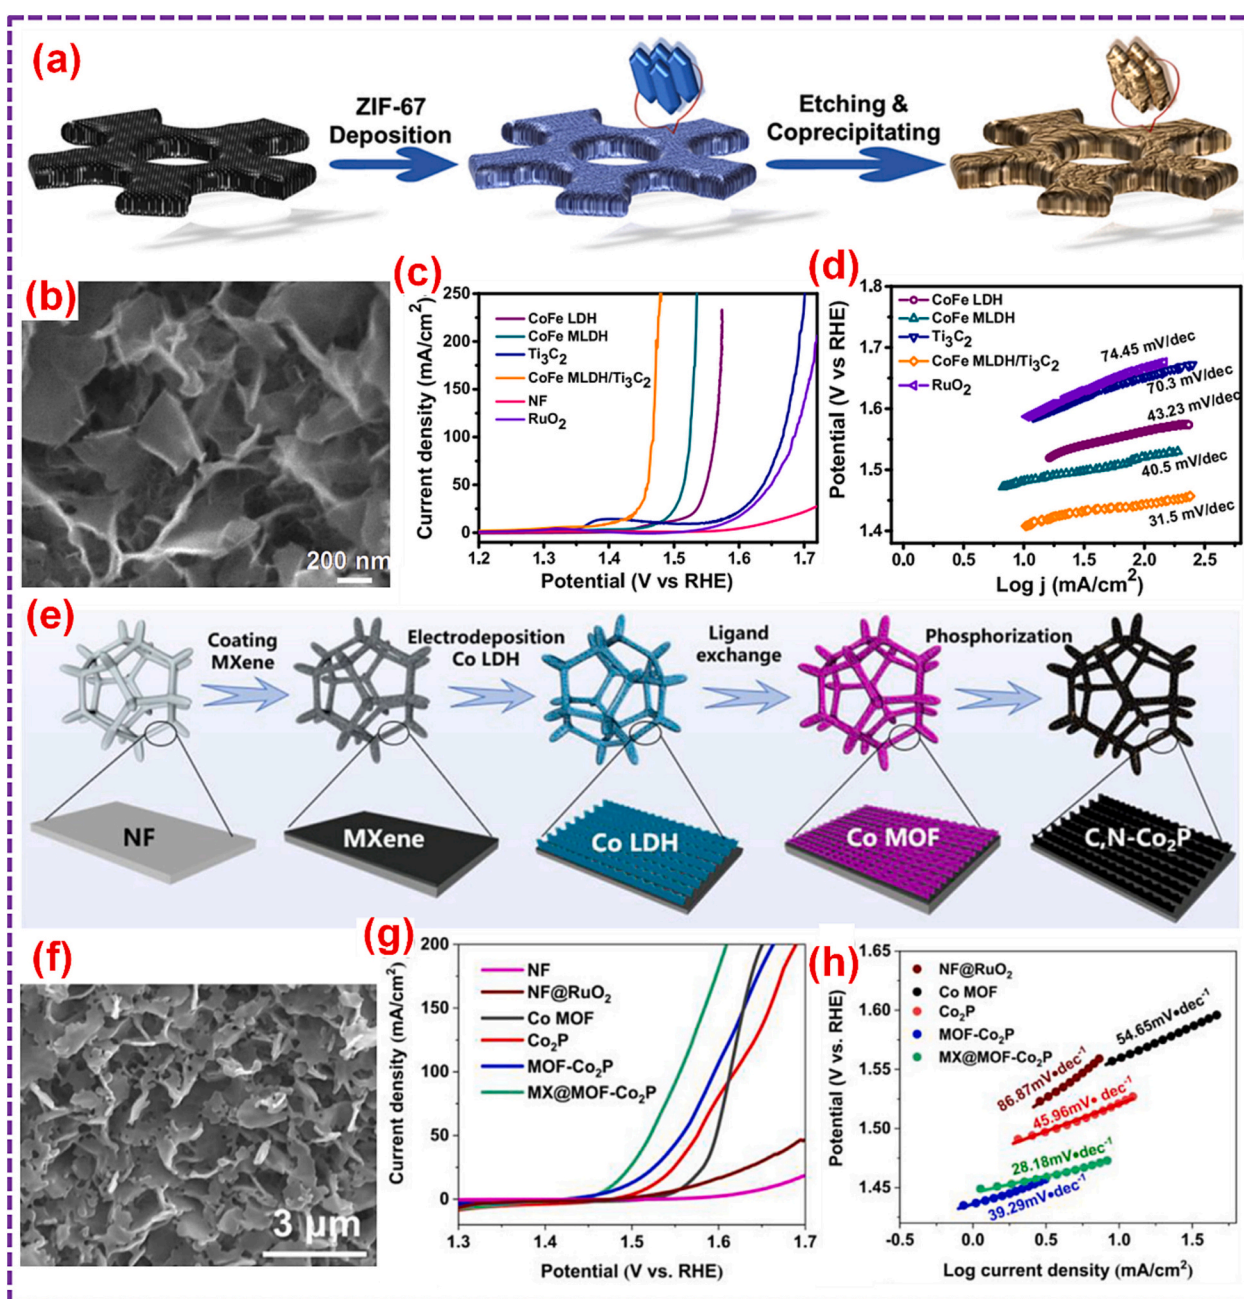 (a)
ZIF-67
Deposition
Etching &
Coprecipitating
(b)
200 nm
(c)
250
200
150
100
50
0
1.2
1.3
1.4
1.5
1.6
1.7
Current density (mA/cm²)
Potential (V vs RHE)
CoFe LDH
CoFe MLDH
Ti₃C₂
CoFe MLDH/Ti₃C₂
NF
RuO₂
(d)
1.8
1.7
1.6
1.5
1.4
0.0
0.5
1.0
1.5
2.0
2.5
Potential (V vs RHE)
Log j (mA/cm²)
CoFe LDH
CoFe MLDH
Ti₃C₂
CoFe MLDH/Ti₃C₂
RuO₂
74.45 mV/dec
70.3 mV/dec
43.23 mV/dec
40.5 mV/dec
31.5 mV/dec
(e)
Coating
MXene
Electrodeposition
Co LDH
Ligand
exchange
Phosphorization
NF
MXene
Co LDH
Co MOF
C,N-Co₂P
(f)
3 μm
(g)
200
150
100
50
0
1.3
1.4
1.5
1.6
1.7
Current density (mA/cm²)
Potential (V vs. RHE)
NF
NF@RuO₂
Co MOF
Co₂P
MOF-Co₂P
MX@MOF-Co₂P
(h)
1.65
1.60
1.55
1.50
1.45
-0.5
0.0
0.5
1.0
1.5
Potential (V vs. RHE)
Log current density (mA/cm²)
NF@RuO₂
Co MOF
Co₂P
MOF-Co₂P
MX@MOF-Co₂P
54.65mV•dec⁻¹
86.87mV•dec⁻¹
45.96mV• dec⁻¹
28.18mV•dec⁻¹
39.29mV•dec⁻¹